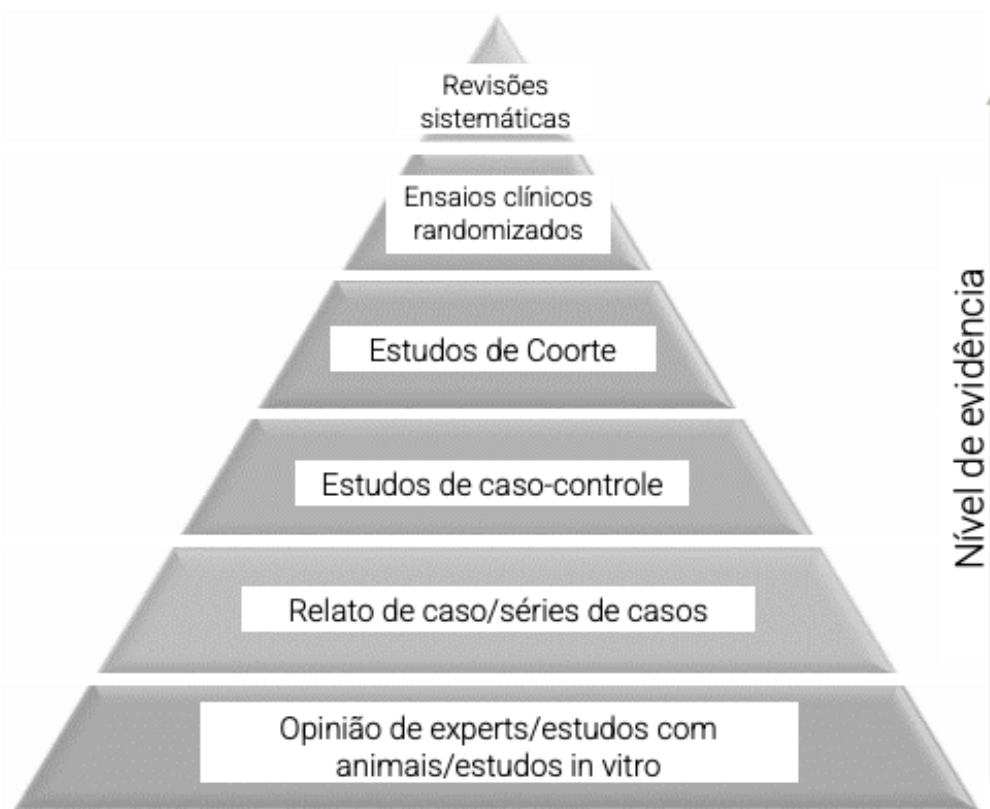 Revisões
sistemáticas
Ensaios clínicos
randomizados
Estudos de Coorte
Estudos de caso-controle
Relato de caso/séries de casos
Opinião de experts/estudos com
animais/estudos in vitro
Nível de evidência